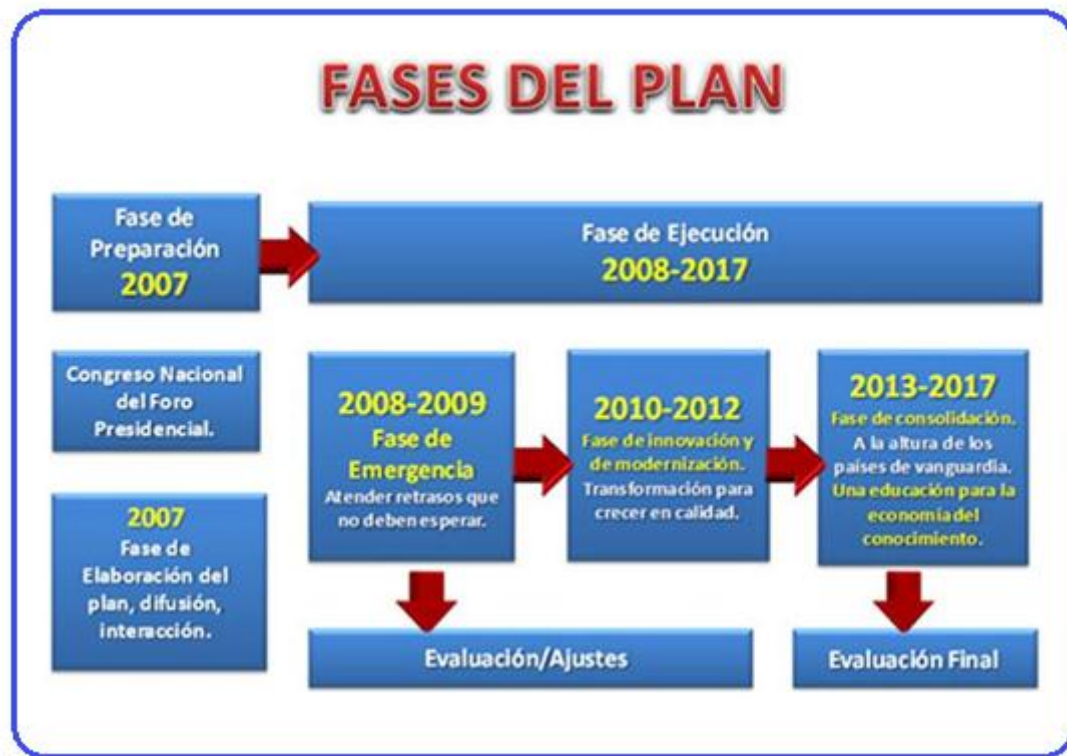 FASES DEL PLAN
Fase de
Preparación
2007
Fase de Ejecución
2008-2017
Congreso Nacional
del Foro
Presidencial.
2007
Fase de
Elaboración del
plan, difusión,
interacción.
2008-2009
Fase de
Emergencia
Atender retrasos que
no deben esperar.
2010-2012
Fase de innovación y
de modernización.
Transformación para
crecer en calidad.
2013-2017
Fase de consolidación.
A la altura de los
países de vanguardia.
Una educación para la
economía del
conocimiento.
Evaluación/Ajustes
Evaluación Final